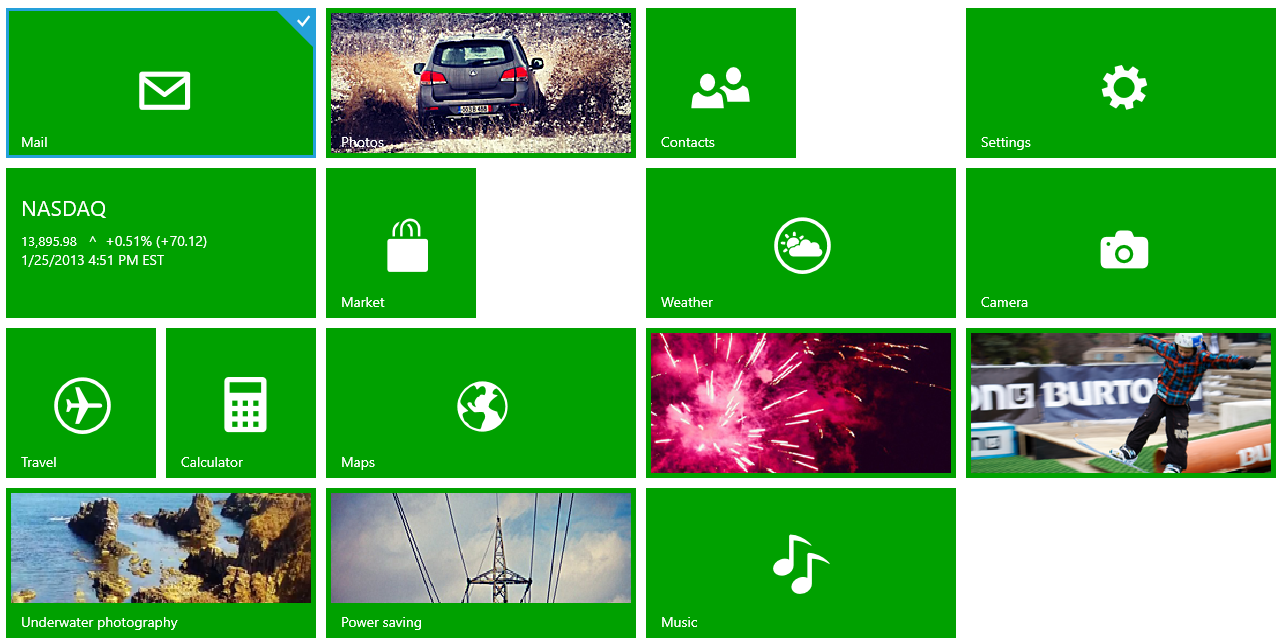 Mail
Photos
Contacts
Settings
NASDAQ
13,895.98 ^ +0.51% (+70.12)
1/25/2013 4:51 PM EST
Market
Weather
Camera
Travel
Calculator
Maps
BURTO
Underwater photography
Power saving
Music